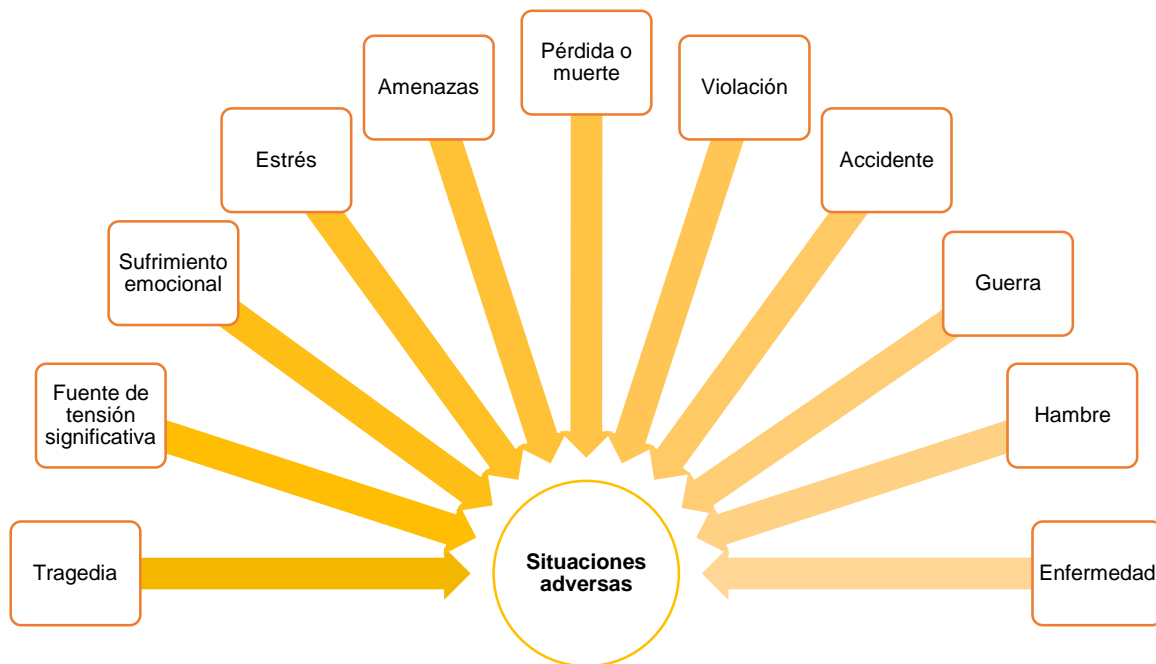 Pérdida o
muerte
Amenazas
Violación
Estrés
Accidente
Sufrimiento
emocional
Guerra
Fuente de
tensión
significativa
Hambre
Tragedia
Situaciones
adversas
Enfermedad